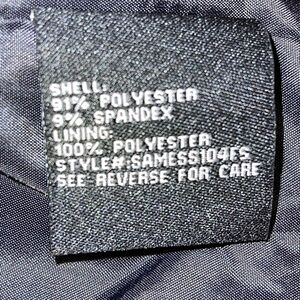 SHELL:
91% POLYESTER
9% SPANDEX
LINING:
100% POLYESTER
STYLE#:SAMESS104FS
SEE REVERSE FOR CARE